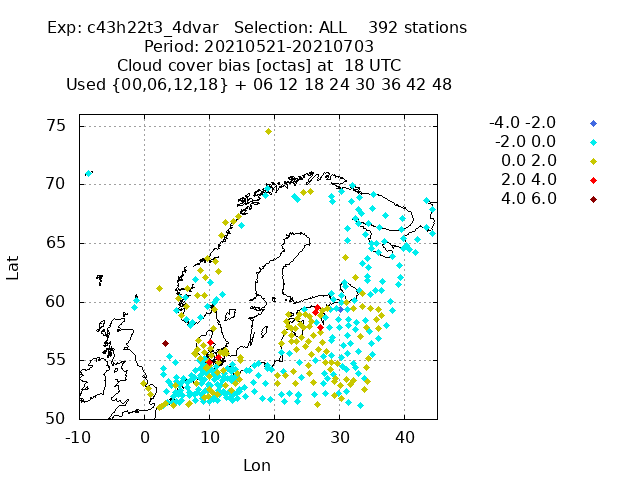 Exp: c43h22t3_4dvar   Selection: ALL    392 stations
Period: 20210521-20210703
Cloud cover bias [octas] at  18 UTC
Used {00,06,12,18} + 06 12 18 24 30 36 42 48
-4.0 -2.0
-2.0 0.0
0.0 2.0
2.0 4.0
4.0 6.0
75
70
65
60
55
50
Lat
-10 0 10 20 30 40
Lon